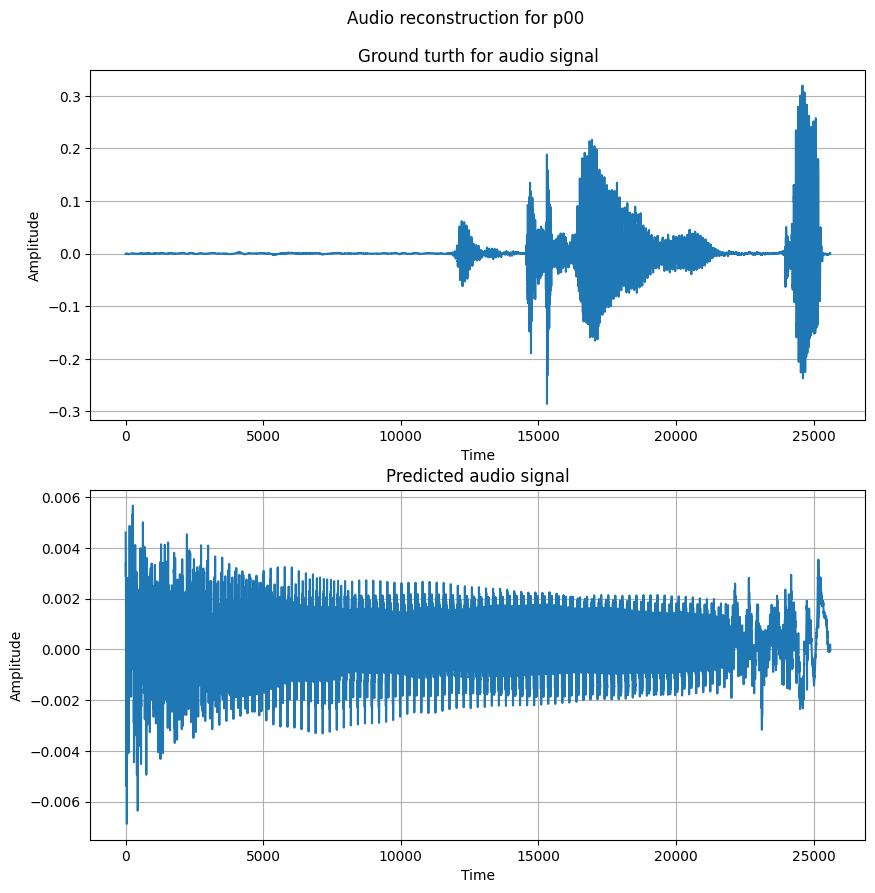 Audio reconstruction for p00
Ground turth for audio signal
0.3
0.2
0.1
0.0
−0.1
−0.2
−0.3
Amplitude
0 5000 10000 15000 20000 25000
Time
Predicted audio signal
0.006
0.004
0.002
0.000
−0.002
−0.004
−0.006
Amplitude
0 5000 10000 15000 20000 25000
Time